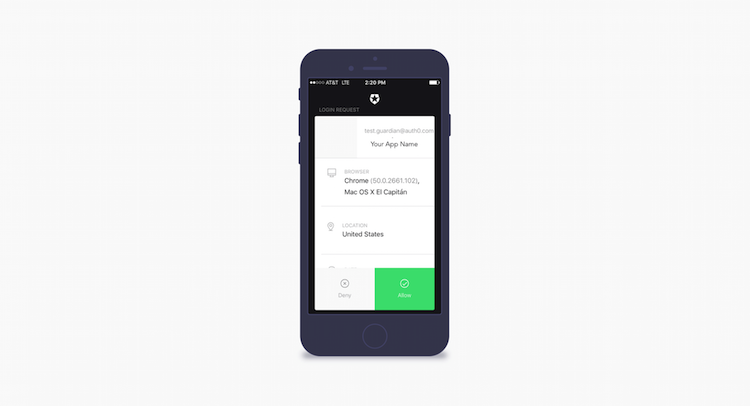 AT&T LTE 2:20 PM
LOGIN REQUEST
test.guardian@auth0.com
Your App Name
BROWSER
Chrome (50.0.2661.102),
Mac OS X El Capitán
LOCATION
United States
Deny Allow